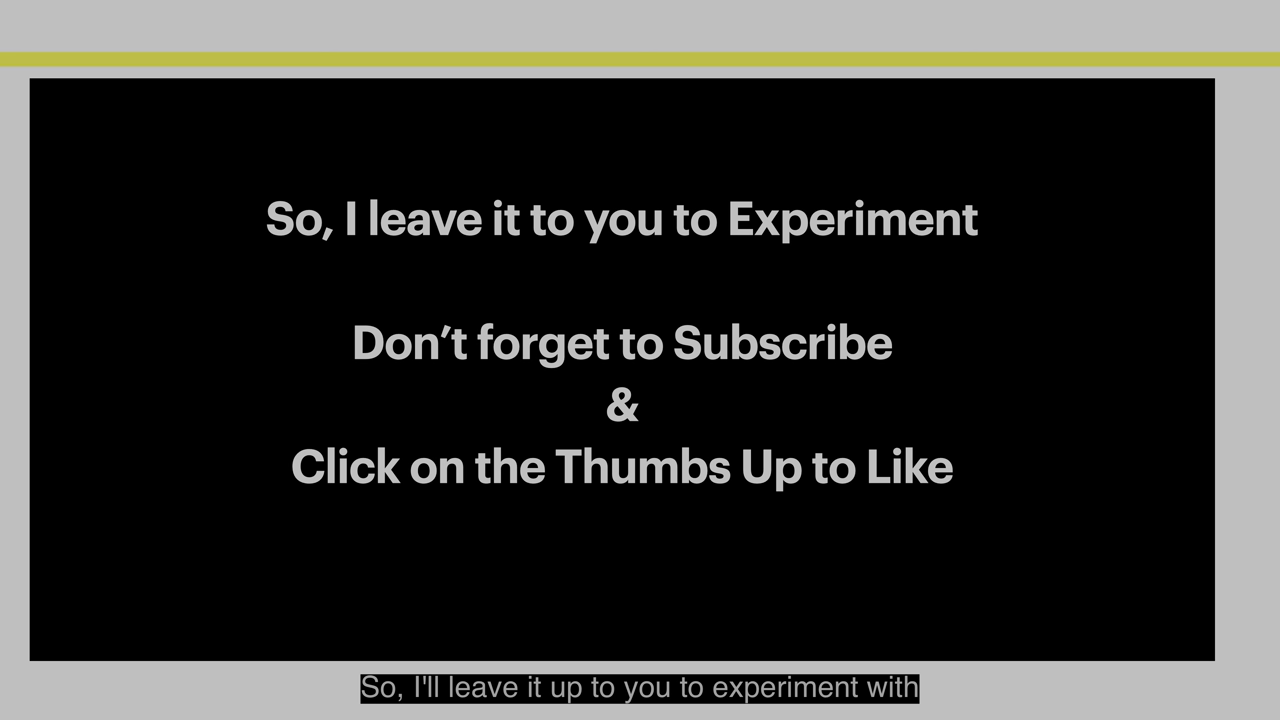 So, I leave it to you to Experiment
Don’t forget to Subscribe
&
Click on the Thumbs Up to Like
So, I'll leave it up to you to experiment with